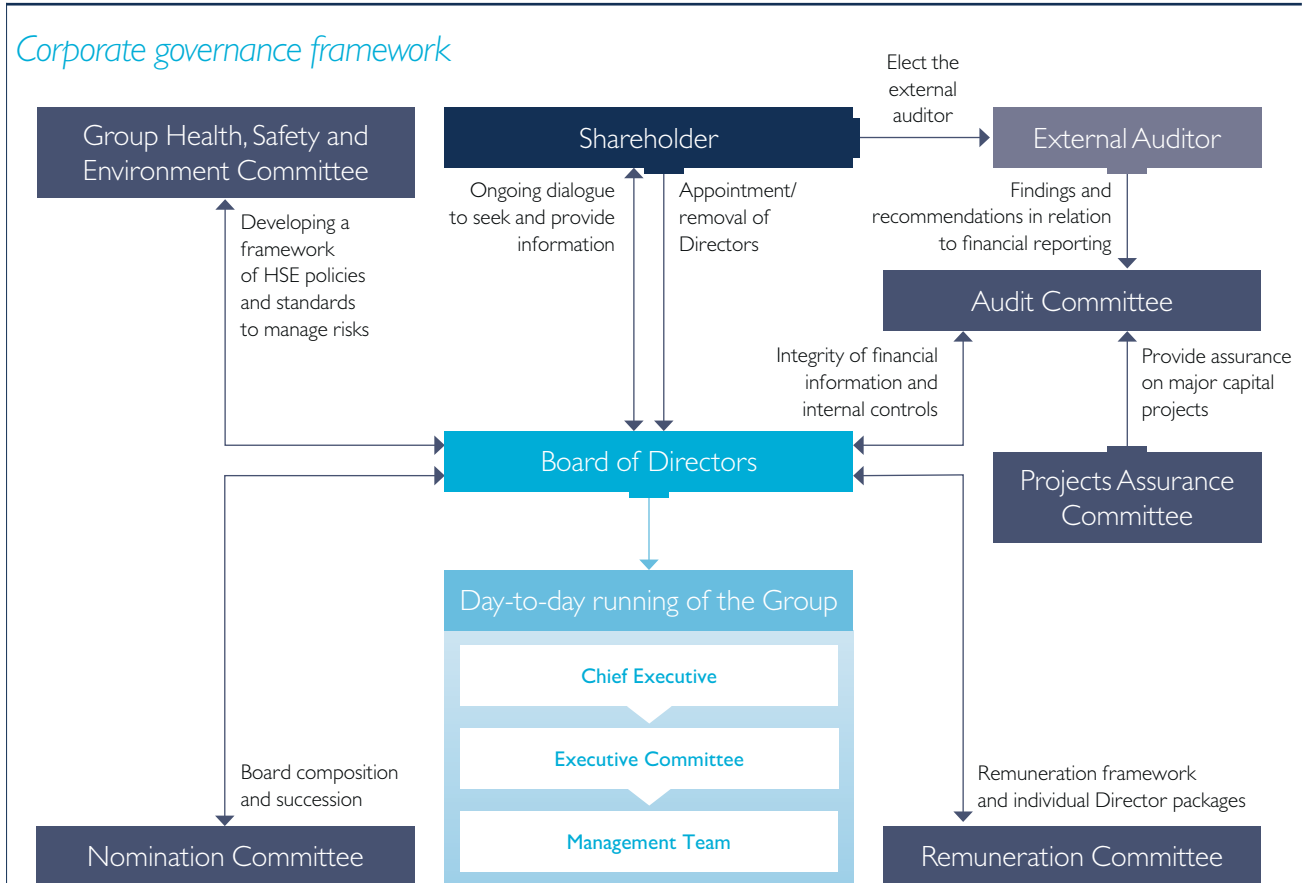 Corporate governance framework
Group Health, Safety and
Environment Committee
Shareholder
Elect the
external
auditor
External Auditor
Developing a
framework
of HSE policies
and standards
to manage risks
Ongoing dialogue
to seek and provide
information
Appointment/
removal of
Directors
Findings and
recommendations in relation
to financial reporting
Audit Committee
Integrity of financial
information and
internal controls
Provide assurance
on major capital
projects
Board of Directors
Projects Assurance
Committee
Day-to-day running of the Group
Chief Executive
Executive Committee
Management Team
Board composition
and succession
Nomination Committee
Remuneration framework
and individual Director packages
Remuneration Committee